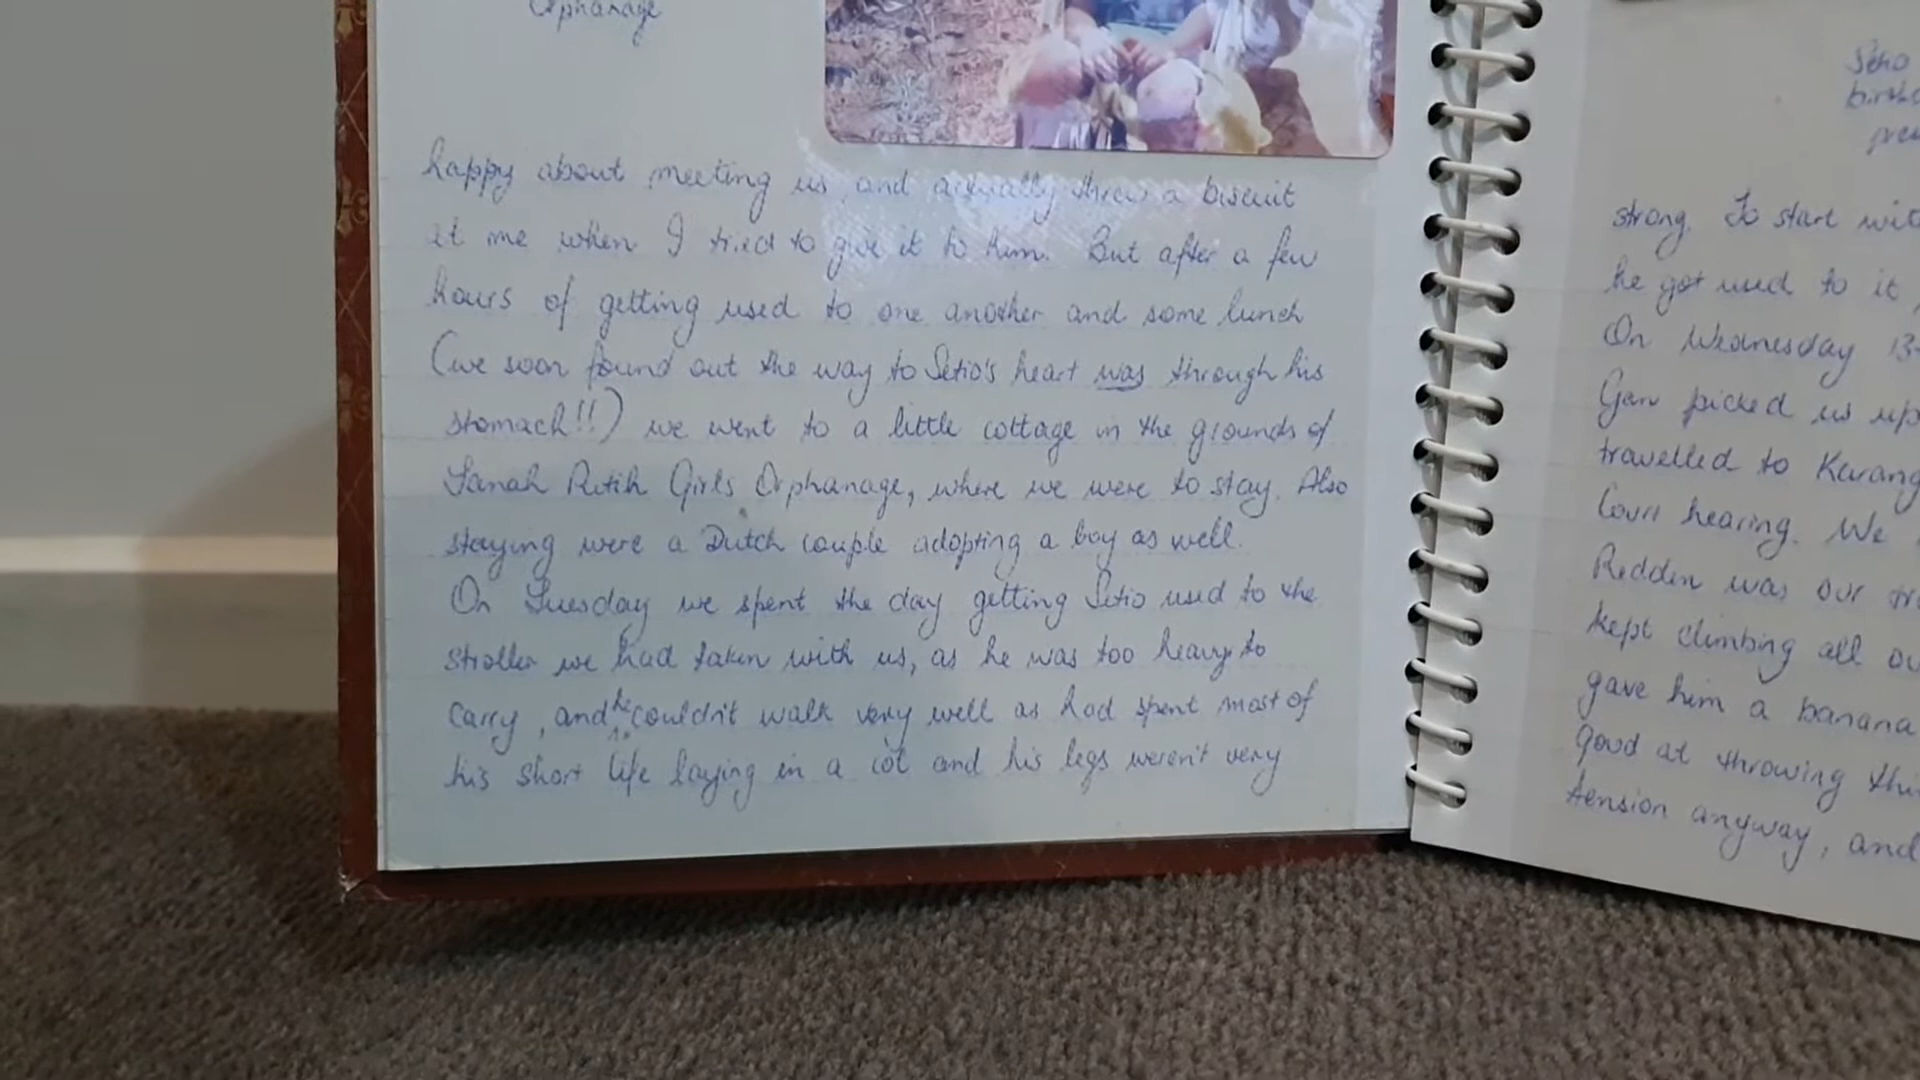 Orphanage
happy about meeting us and actually threw a biscuit
at me when I tried to give it to him. But after a few
hours of getting used to one another and some lunch
(we soon found out the way to Setio's heart was through his
stomach!!) we went to a little cottage in the grounds of
Tanah Putih Girls Orphanage, where we were to stay. Also
staying were a Dutch couple adopting a boy as well.
On Tuesday we spent the day getting Setio used to the
stroller we had taken with us, as he was too heavy to
carry, and he couldn't walk very well as had spent most of
his short life laying in a cot and his legs weren't very
strong. To start
he got used to it
On Wednesday 13
picked us up
travelled to
Court hearing. We
was our
kept climbing all
gave him a banana
good at throwing
tension anyway, and